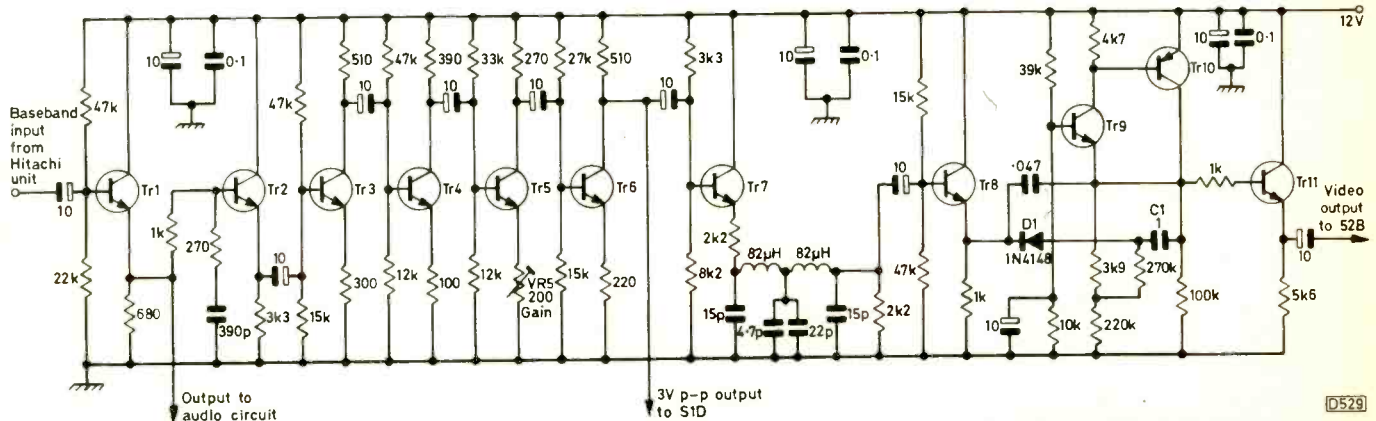 12V
510
47k
390
33k
270
27k
510
3k3
4k7
10
0·1
10
0·1
39k
Tr10
10
0·1
47k
47k
10
10
10
10
15k
Tr9
Baseband
input
from
Hitachi
unit
10
Tr1
Tr2
Tr3
Tr4
Tr5
Tr6
Tr7
10
Tr8
·047
1k
Tr11
Video
output
to 52B
1k
270
10
2k2
82µH
82µH
D1
1N4148
C1
1
10
22k
680
390p
3k3
15k
300
12k
100
12k
VR5
200
Gain
15k
220
8k2
15p
4·7p
22p
15p
2k2
47k
1k
10
10k
3k9
220k
270k
100k
5k6
Output to
audio circuit
3V p-p output
to S1D
D529